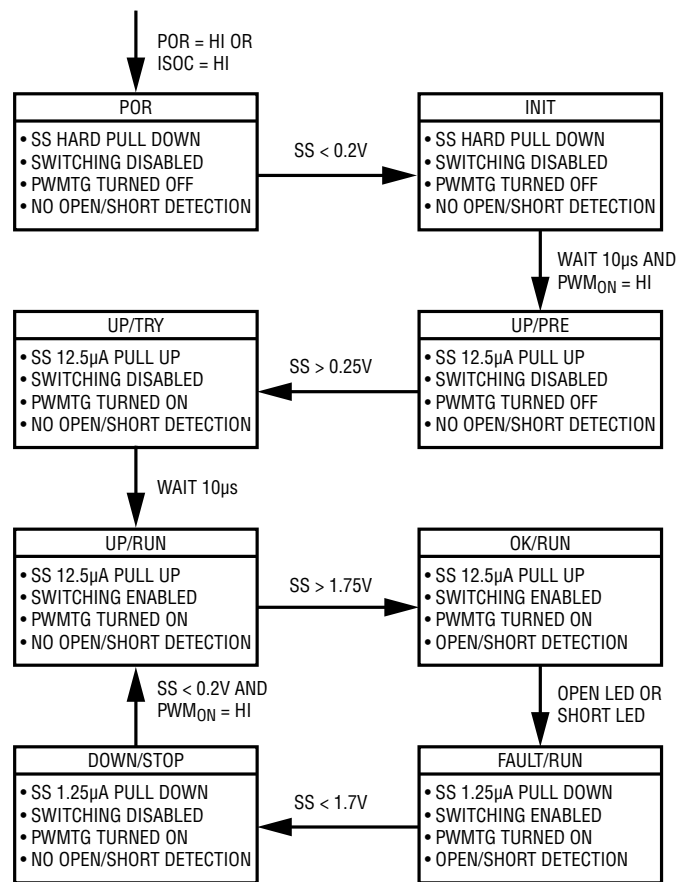 POR = HI OR
ISOC = HI
POR
• SS HARD PULL DOWN
• SWITCHING DISABLED
• PWMTG TURNED OFF
• NO OPEN/SHORT DETECTION
SS < 0.2V
INIT
• SS HARD PULL DOWN
• SWITCHING DISABLED
• PWMTG TURNED OFF
• NO OPEN/SHORT DETECTION
WAIT 10µs AND
PWMON = HI
UP/PRE
• SS 12.5µA PULL UP
• SWITCHING DISABLED
• PWMTG TURNED OFF
• NO OPEN/SHORT DETECTION
SS > 0.25V
UP/TRY
• SS 12.5µA PULL UP
• SWITCHING DISABLED
• PWMTG TURNED ON
• NO OPEN/SHORT DETECTION
WAIT 10µs
UP/RUN
• SS 12.5µA PULL UP
• SWITCHING ENABLED
• PWMTG TURNED ON
• NO OPEN/SHORT DETECTION
SS > 1.75V
OK/RUN
• SS 12.5µA PULL UP
• SWITCHING ENABLED
• PWMTG TURNED ON
• OPEN/SHORT DETECTION
OPEN LED OR
SHORT LED
FAULT/RUN
• SS 1.25µA PULL DOWN
• SWITCHING ENABLED
• PWMTG TURNED ON
• OPEN/SHORT DETECTION
SS < 1.7V
DOWN/STOP
• SS 1.25µA PULL DOWN
• SWITCHING DISABLED
• PWMTG TURNED ON
• NO OPEN/SHORT DETECTION
SS < 0.2V AND
PWMON = HI